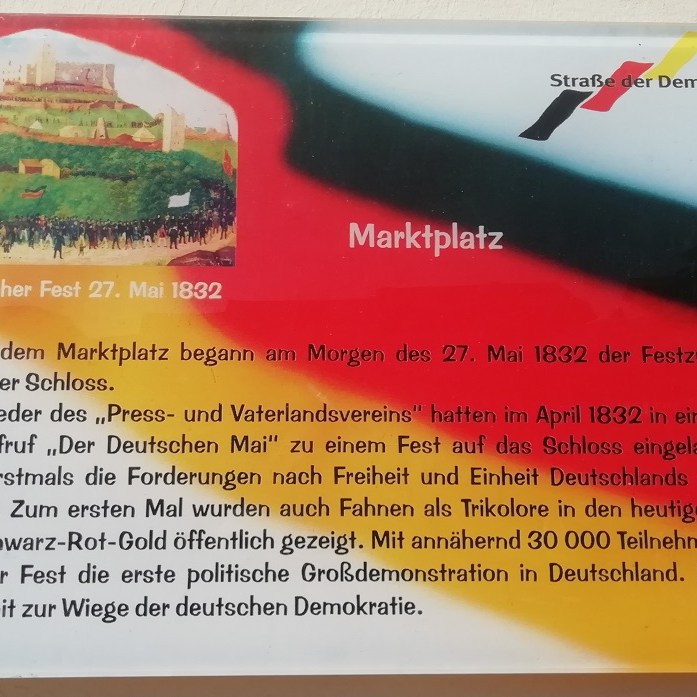 Straße der Dem
Marktplatz
her Fest 27. Mai 1832
dem Marktplatz begann am Morgen des 27. Mai 1832 der Festz
er Schloss.
eder des „Press- und Vaterlandsvereins" hatten im April 1832 in ein
fruf „Der Deutschen Mai" zu einem Fest auf das Schloss eingela
rstmals die Forderungen nach Freiheit und Einheit Deutschlands
Zum ersten Mal wurden auch Fahnen als Trikolore in den heutige
hwarz-Rot-Gold öffentlich gezeigt. Mit annähernd 30 000 Teilnehm
r Fest die erste politische Großdemonstration in Deutschland.
it zur Wiege der deutschen Demokratie.